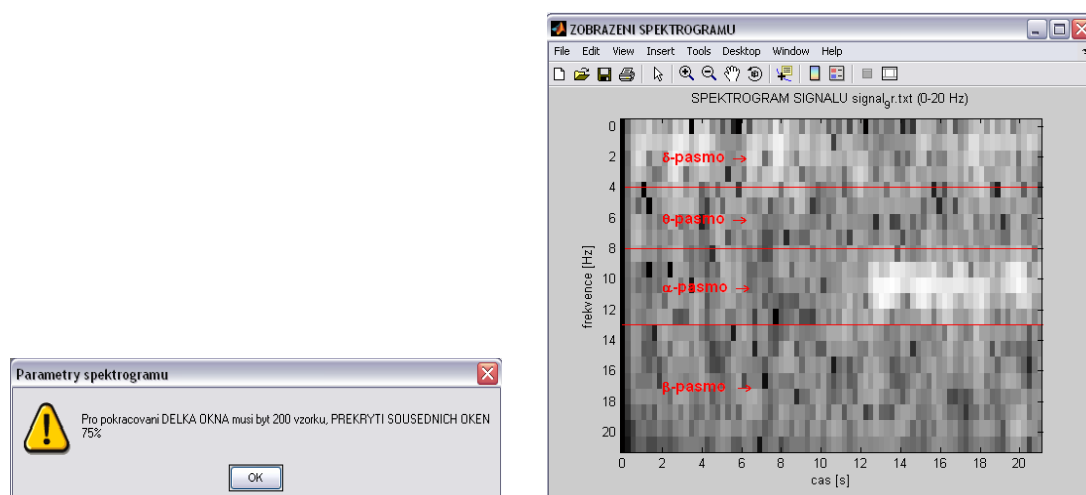 Parametry spektrogramu
Pro pokracovani DELKA OKNA musi byt 200 vzorku, PREKRYTI SOUSEDNICH OKEN
75%
OK
ZOBRAZENI SPEKTROGRAMU
File Edit View Insert Tools Desktop Window Help
SPEKTROGRAM SIGNALU signalgr.txt (0-20 Hz)
frekvence [Hz]
0
2
4
6
8
10
12
14
16
18
20
δ-pasmo →
θ-pasmo →
α-pasmo →
β-pasmo →
0 2 4 6 8 10 12 14 16 18 20
cas [s]